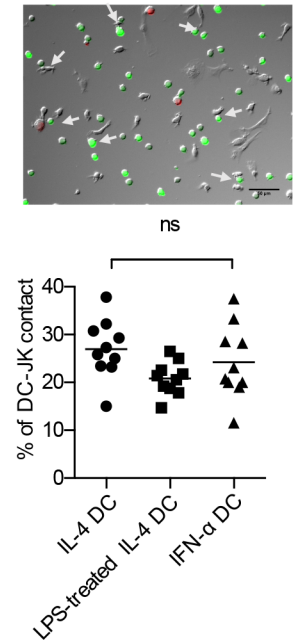 ns
% of DC-JK contact
40
30
20
10
0
IL-4 DC
LPS-treated IL-4 DC
IFN-α DC